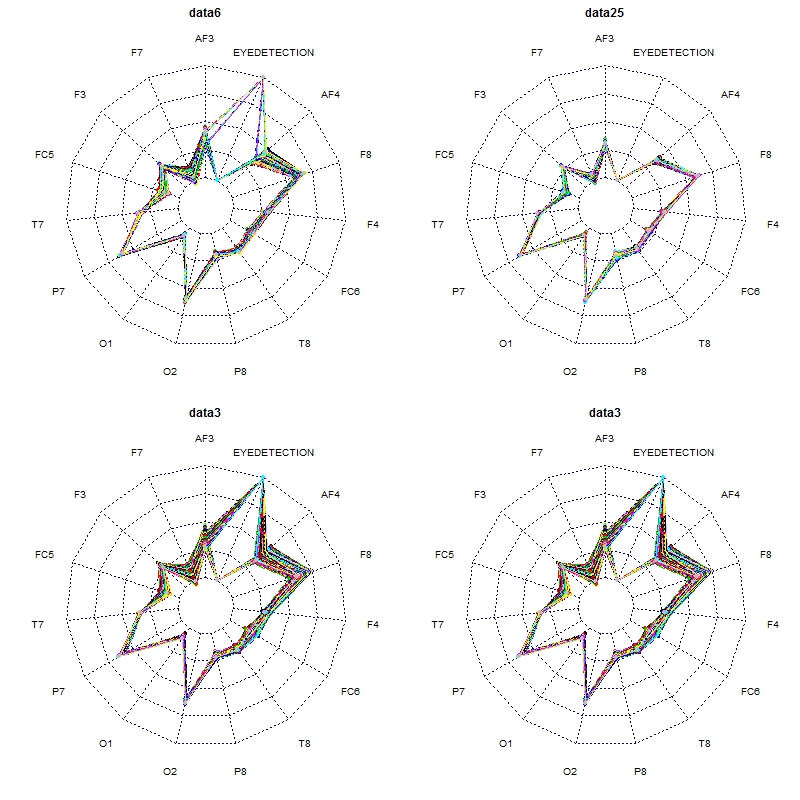 data6
AF3
F7
EYEDETECTION
F3
AF4
FC5
F8
T7
F4
P7
FC6
O1
T8
O2
P8
data25
AF3
F7
EYEDETECTION
F3
AF4
FC5
F8
T7
F4
P7
FC6
O1
T8
O2
P8
data3
AF3
F7
EYEDETECTION
F3
AF4
FC5
F8
T7
F4
P7
FC6
O1
T8
O2
P8
data3
AF3
F7
EYEDETECTION
F3
AF4
FC5
F8
T7
F4
P7
FC6
O1
T8
O2
P8